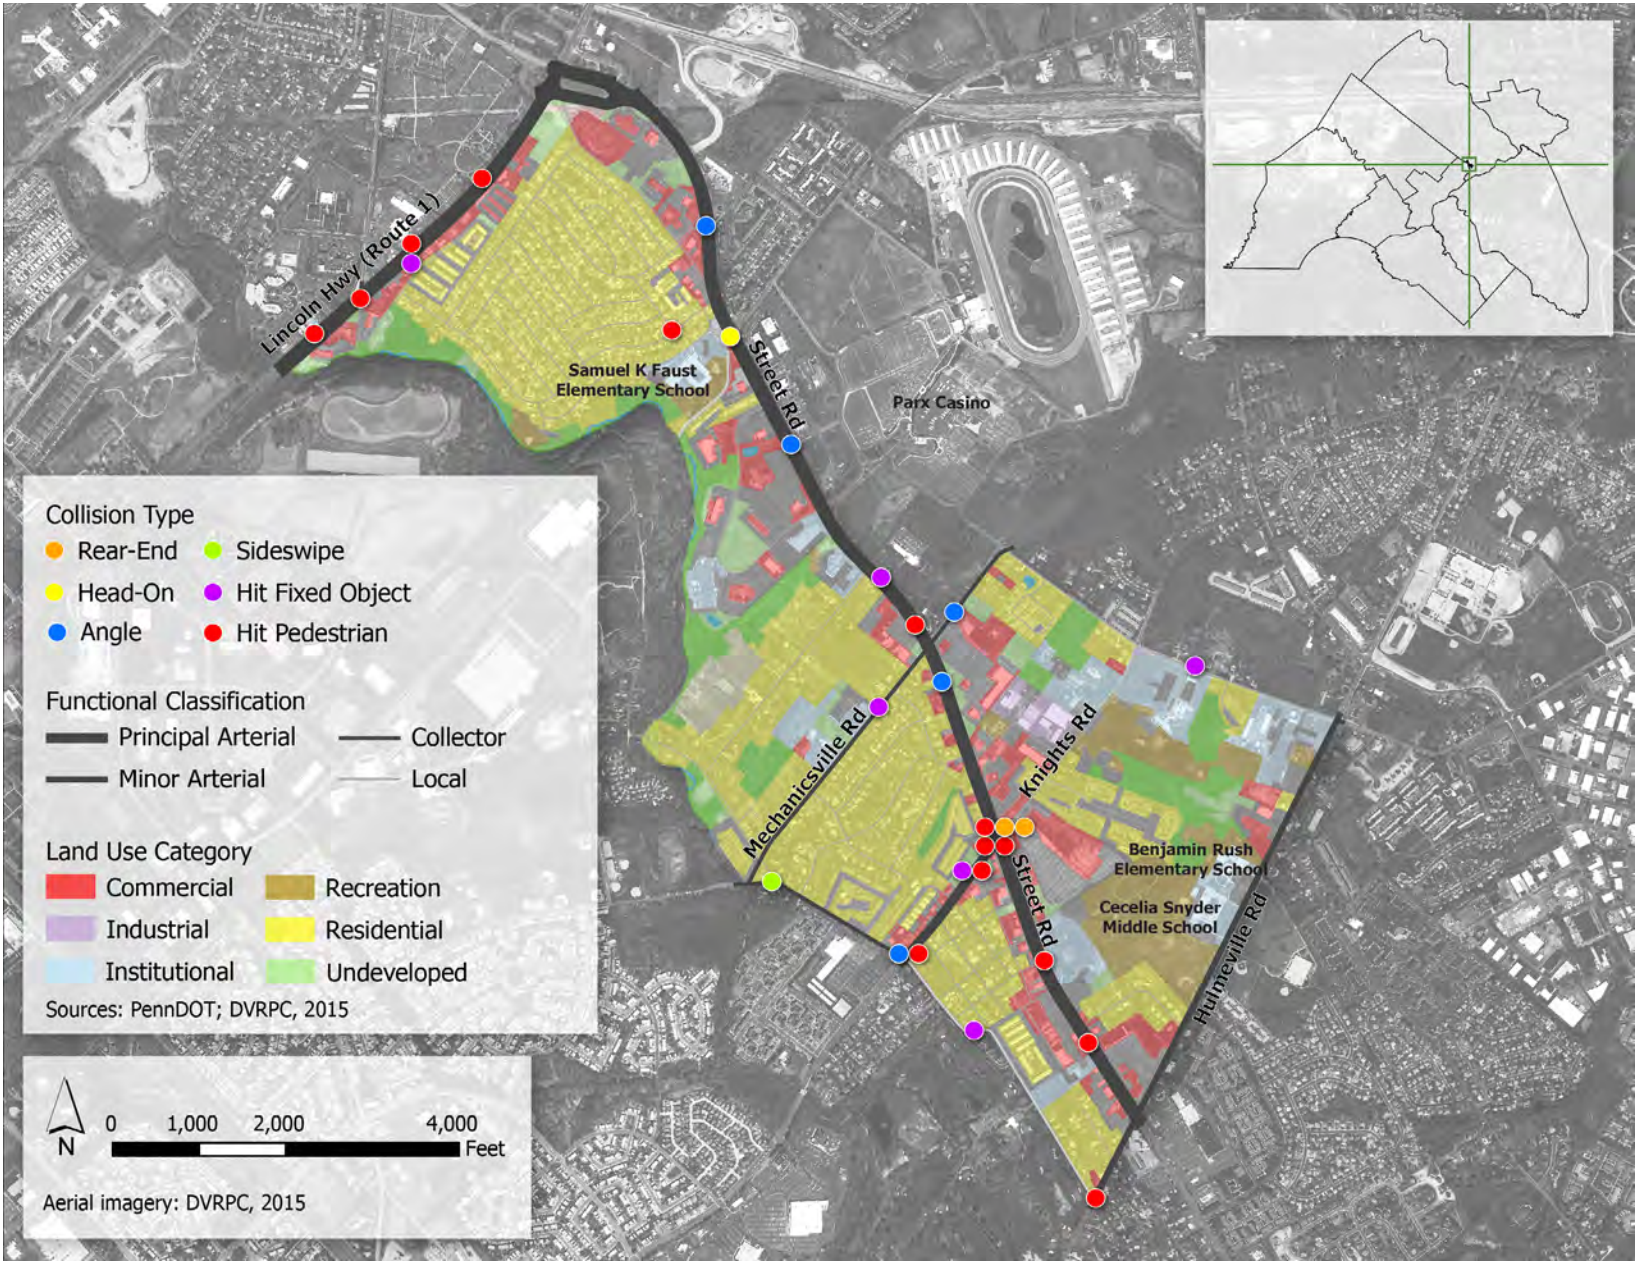 Lincoln Hwy (Route 1)
Samuel K Faust
Elementary School
Street Rd
Parx Casino
Mechanicsville Rd
Knights Rd
Benjamin Rush
Elementary School
Street Rd
Cecelia Snyder
Middle School
Hulmeville Rd
Collision Type
Rear-End Sideswipe
Head-On Hit Fixed Object
Angle Hit Pedestrian
Functional Classification
Principal Arterial Collector
Minor Arterial Local
Land Use Category
Commercial Recreation
Industrial Residential
Institutional Undeveloped
Sources: PennDOT; DVRPC, 2015
N
0 1,000 2,000 4,000
Feet
Aerial imagery: DVRPC, 2015